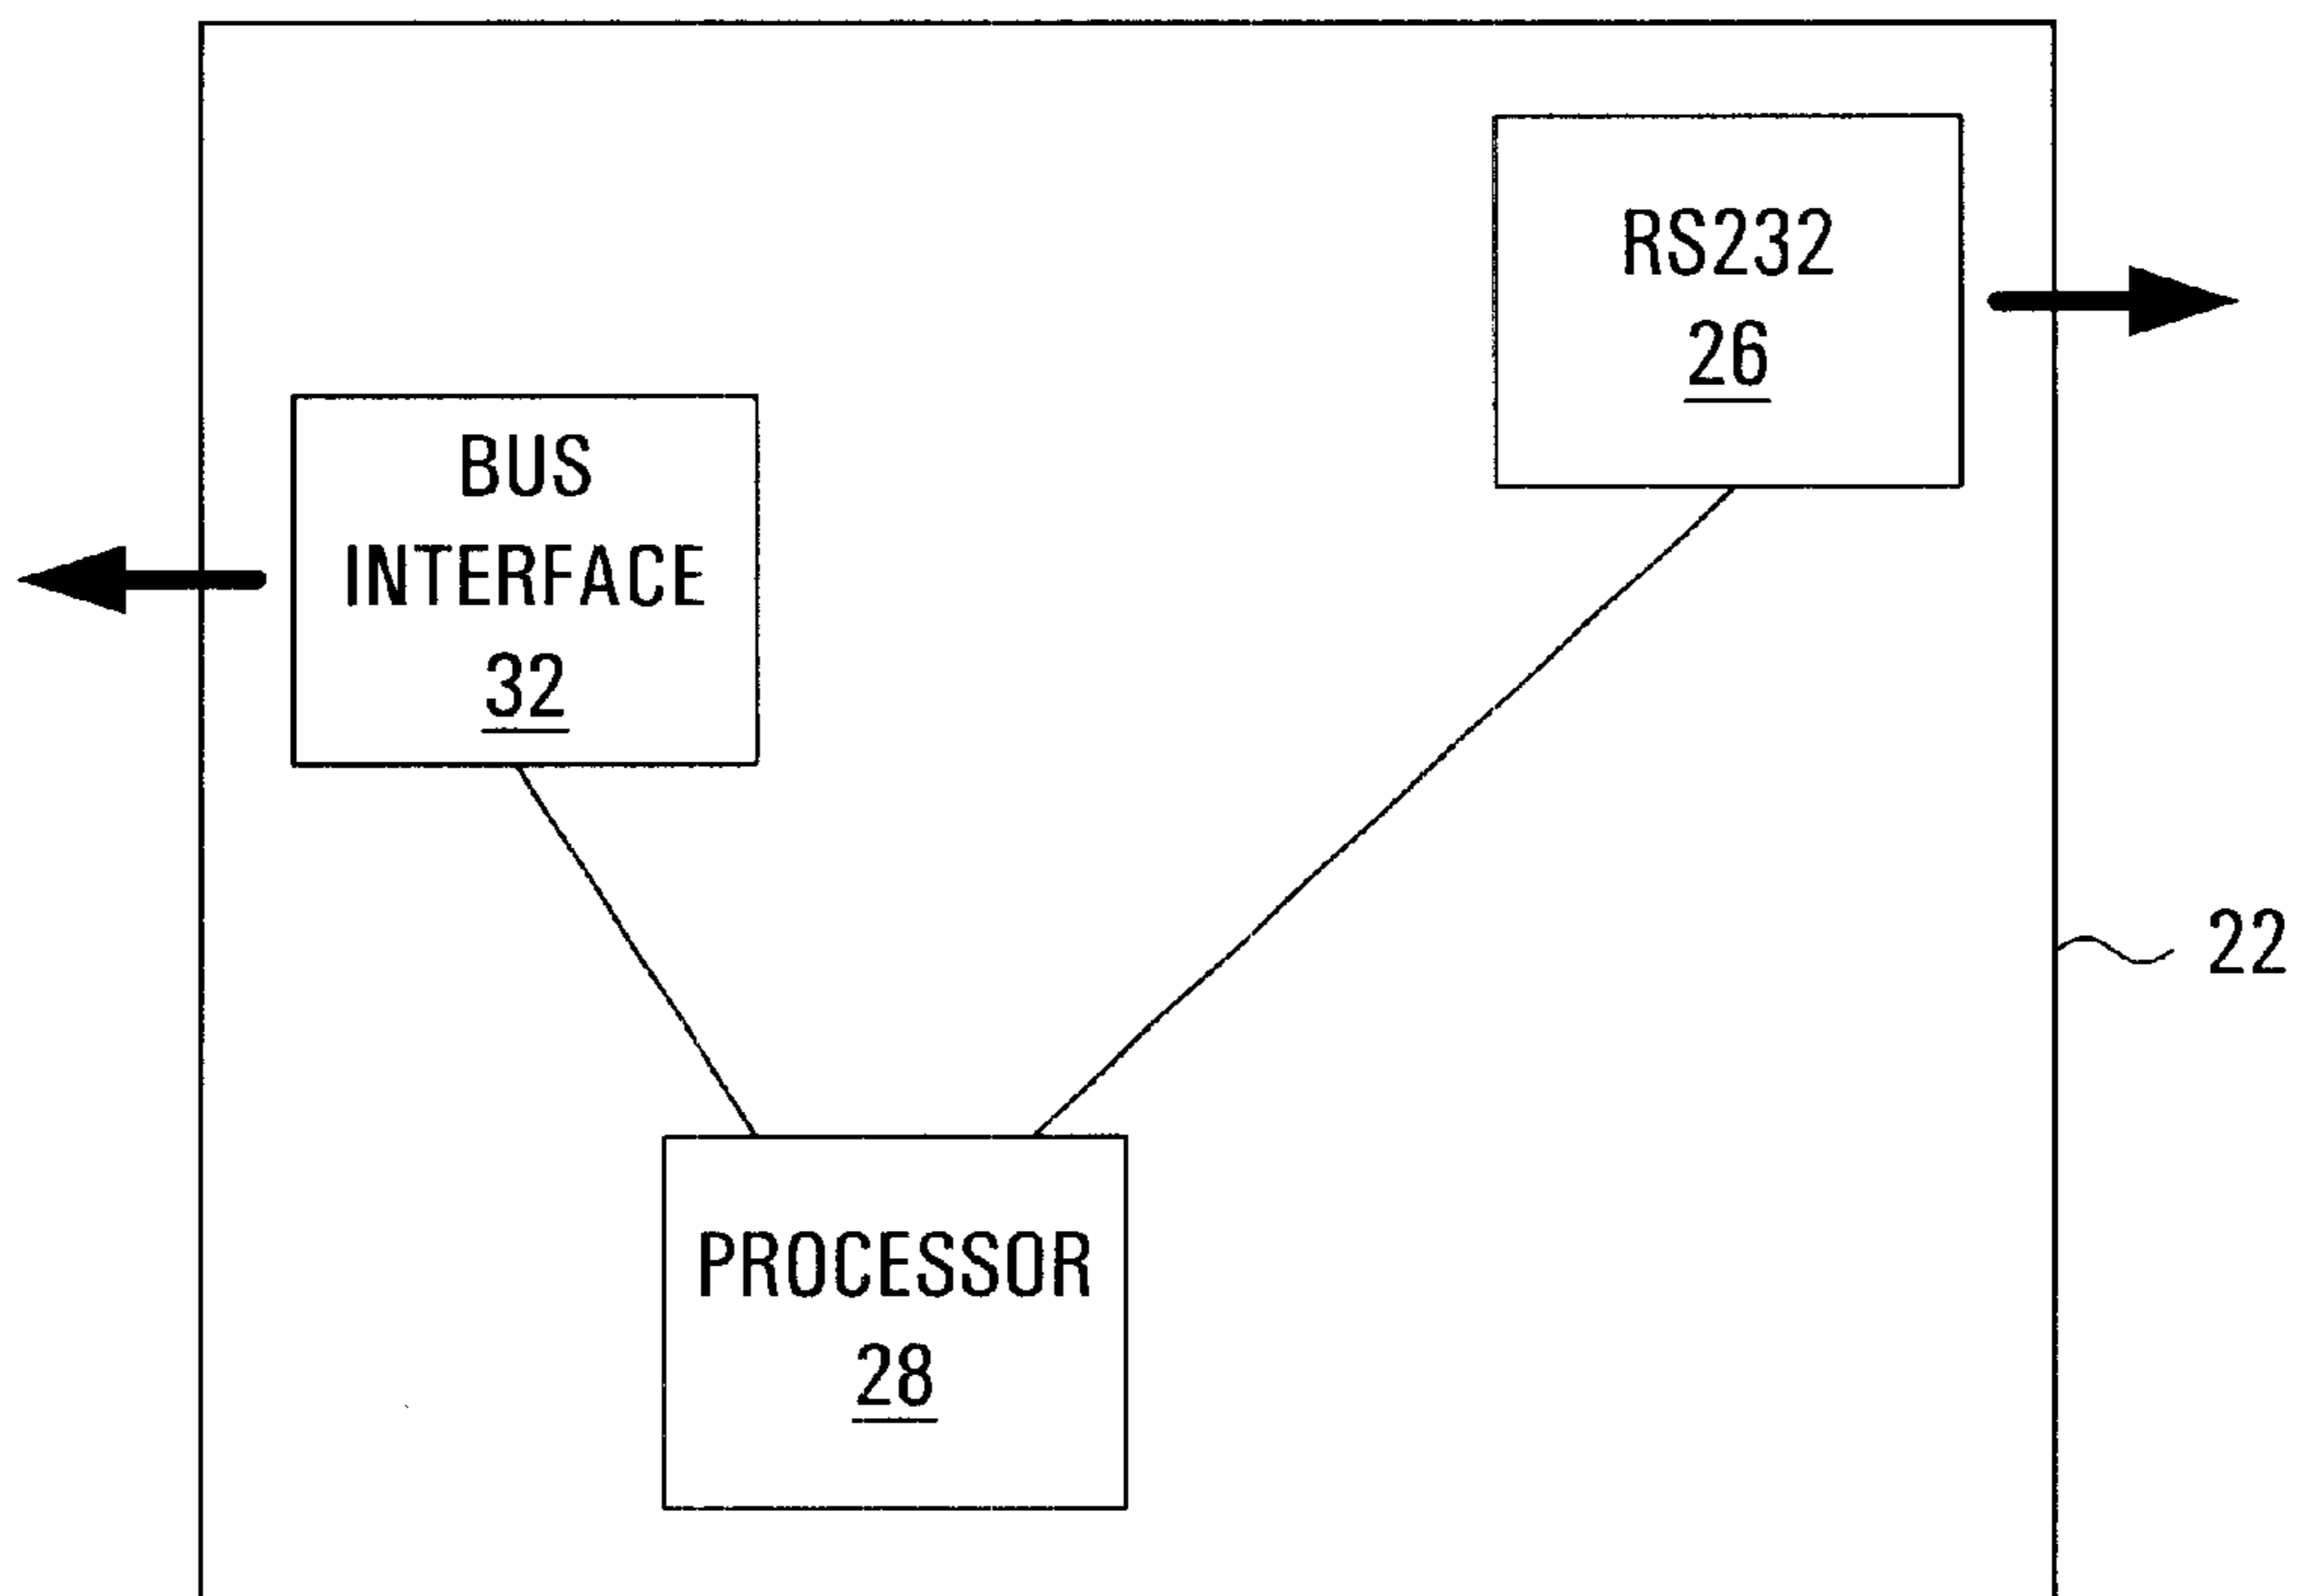 RS232
26
BUS
INTERFACE
32
22
PROCESSOR
28